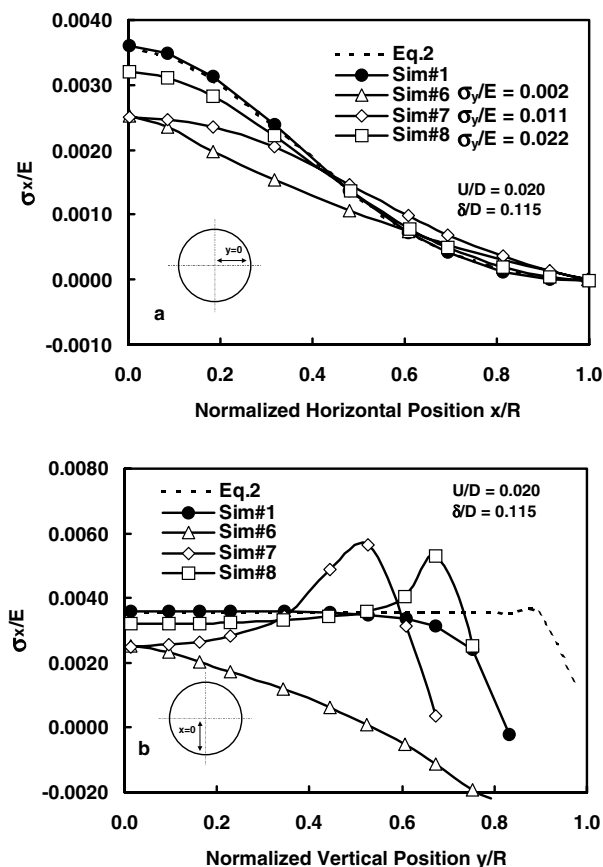 0.0040
0.0030
0.0020
0.0010
0.0000
-0.0010
σx/E
Eq.2
Sim#1
Sim#6 σy/E = 0.002
Sim#7 σy/E = 0.011
Sim#8 σy/E = 0.022
U/D = 0.020
δ/D = 0.115
y=0
a
0.0 0.2 0.4 0.6 0.8 1.0
Normalized Horizontal Position x/R
0.0080
0.0060
0.0040
0.0020
0.0000
-0.0020
σx/E
Eq.2
Sim#1
Sim#6
Sim#7
Sim#8
U/D = 0.020
δ/D = 0.115
x=0
b
0.0 0.2 0.4 0.6 0.8 1.0
Normalized Vertical Position y/R